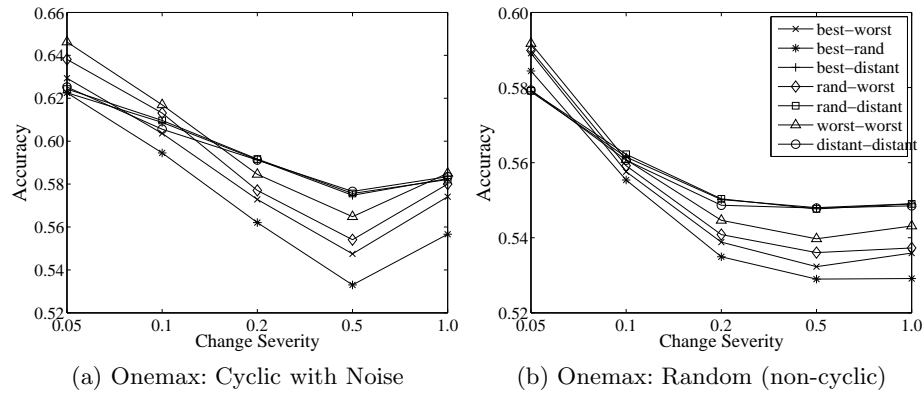 0.66
0.64
0.62
0.60
0.58
0.56
0.54
0.52
Accuracy
0.05
0.1
0.2
0.5
1.0
Change Severity
(a) Onemax: Cyclic with Noise
0.60
0.58
0.56
0.54
0.52
Accuracy
0.05
0.1
0.2
0.5
1.0
Change Severity
best−worst
best−rand
best−distant
rand−worst
rand−distant
worst−worst
distant−distant
(b) Onemax: Random (non-cyclic)